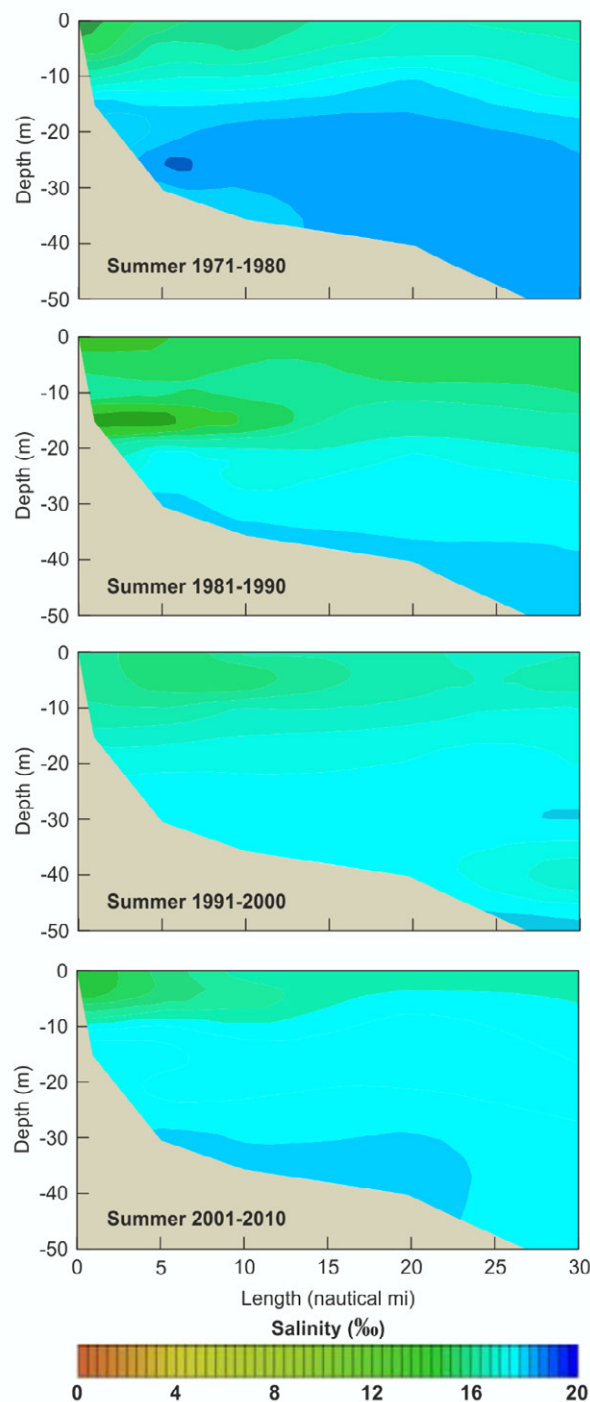 0
-10
-20
-30
-40
-50
Depth (m)
Summer 1971-1980
0
-10
-20
-30
-40
-50
Depth (m)
Summer 1981-1990
0
-10
-20
-30
-40
-50
Depth (m)
Summer 1991-2000
0
-10
-20
-30
-40
-50
Depth (m)
Summer 2001-2010
0 5 10 15 20 25 30
Length (nautical mi)
Salinity (‰)
0 4 8 12 16 20